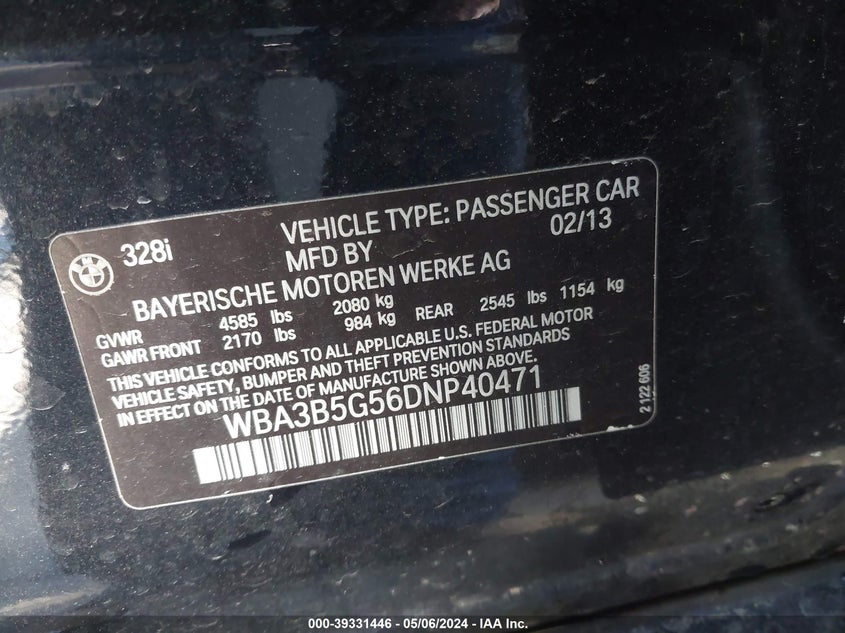 328i
VEHICLE TYPE: PASSENGER CAR
MFD BY 02/13
BAYERISCHE MOTOREN WERKE AG
GVWR 4585 lbs 2080 kg
GAWR FRONT 2170 lbs 984 kg REAR 2545 lbs 1154 kg
THIS VEHICLE CONFORMS TO ALL APPLICABLE U.S. FEDERAL MOTOR
VEHICLE SAFETY, BUMPER AND THEFT PREVENTION STANDARDS
IN EFFECT ON THE DATE OF MANUFACTURE SHOWN ABOVE.
WBA3B5G56DNP40471
2 122 606
000-39331446 - 05/06/2024 - IAA Inc.